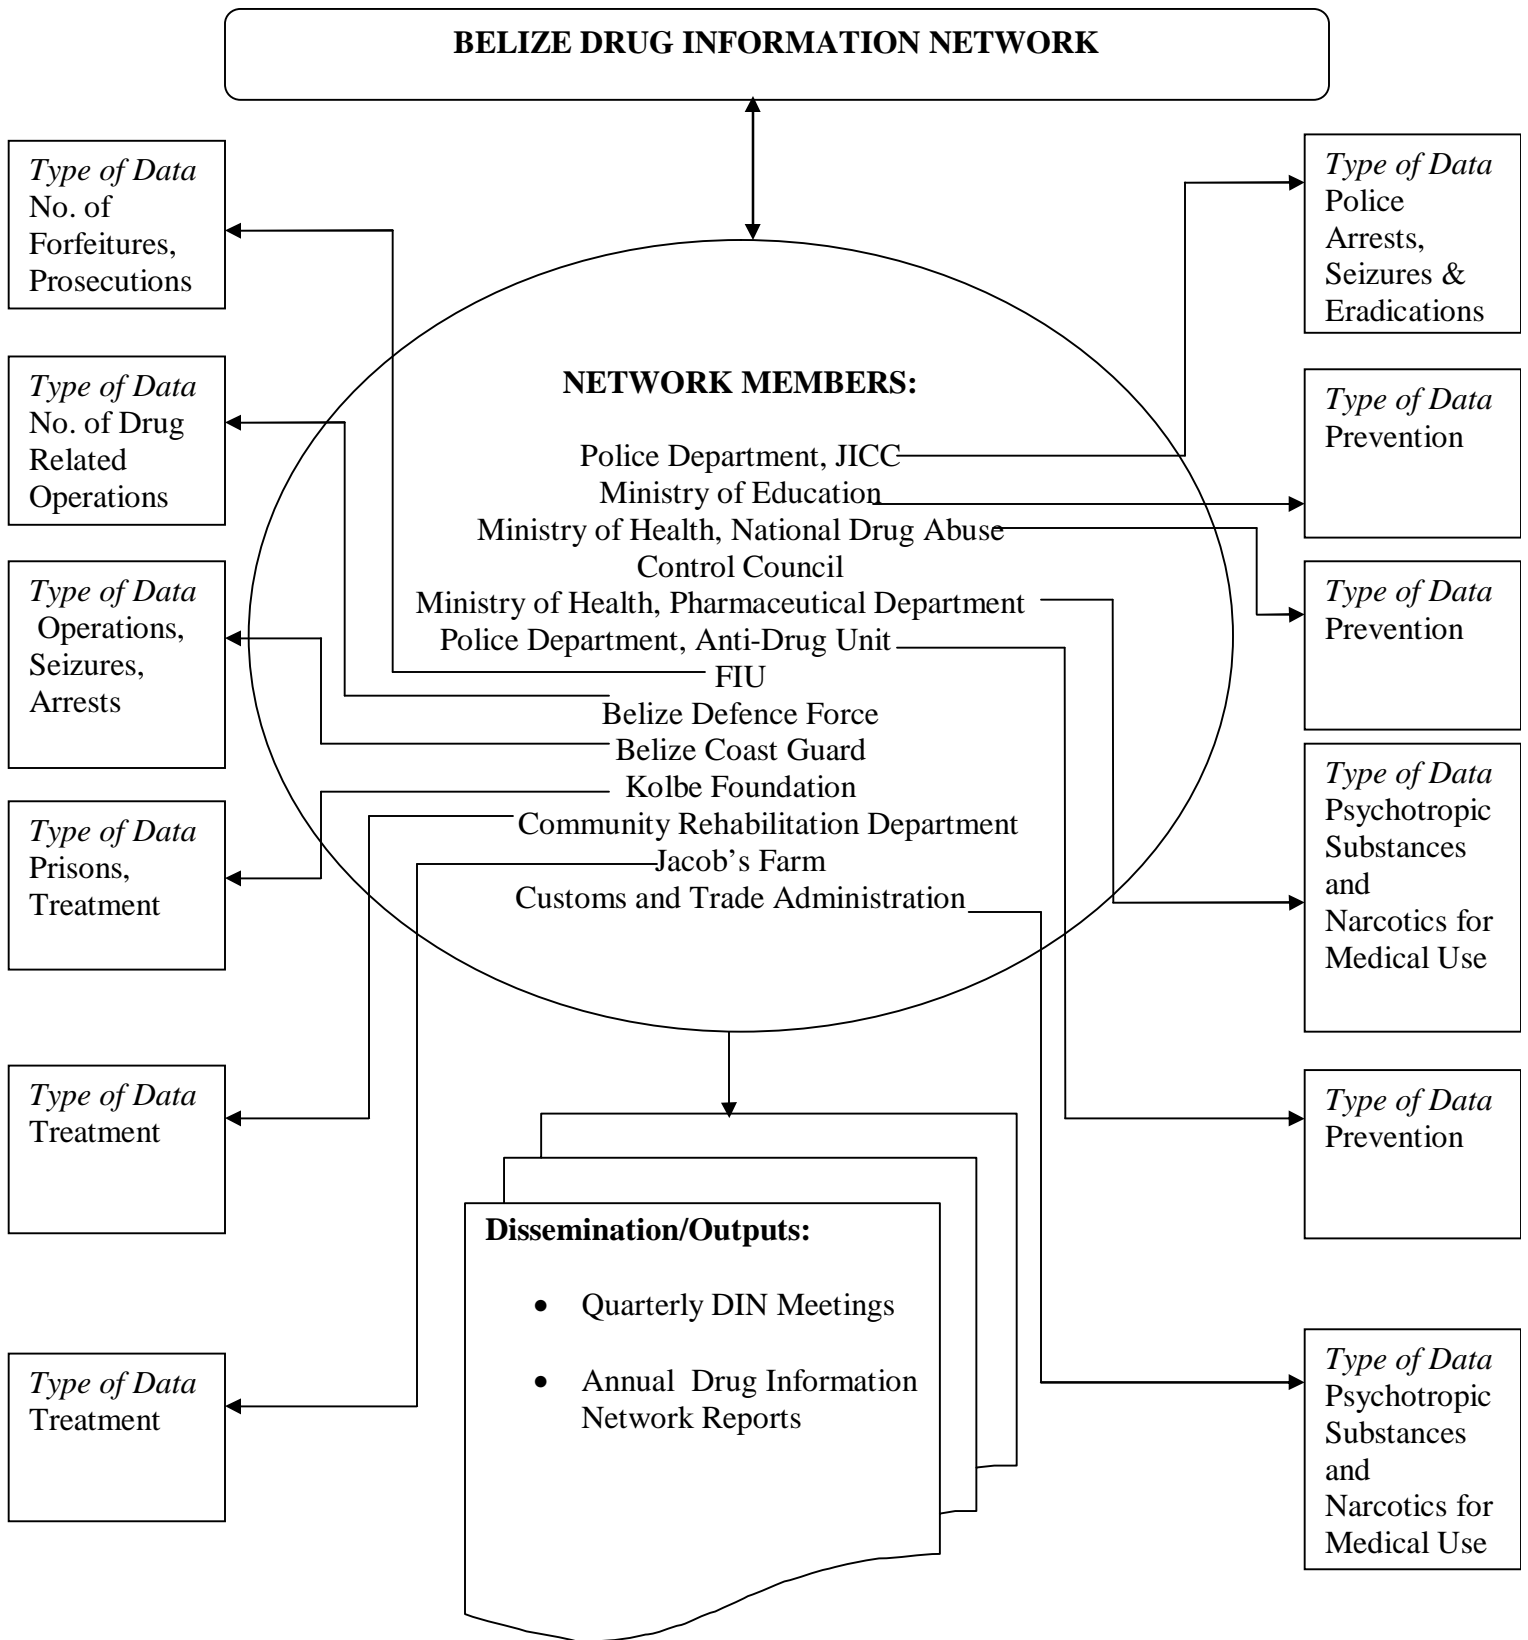 BELIZE DRUG INFORMATION NETWORK
Type of Data
No. of
Forfeitures,
Prosecutions
Type of Data
No. of Drug
Related
Operations
Type of Data
Operations,
Seizures,
Arrests
Type of Data
Prisons,
Treatment
Type of Data
Treatment
Type of Data
Treatment
NETWORK MEMBERS:
Police Department, JICC
Ministry of Education
Ministry of Health, National Drug Abuse
Control Council
Ministry of Health, Pharmaceutical Department
Police Department, Anti-Drug Unit
FIU
Belize Defence Force
Belize Coast Guard
Kolbe Foundation
Community Rehabilitation Department
Jacob's Farm
Customs and Trade Administration
Dissemination/Outputs:
• Quarterly DIN Meetings
• Annual Drug Information
Network Reports
Type of Data
Police
Arrests,
Seizures &
Eradications
Type of Data
Prevention
Type of Data
Prevention
Type of Data
Psychotropic
Substances
and
Narcotics for
Medical Use
Type of Data
Prevention
Type of Data
Psychotropic
Substances
and
Narcotics for
Medical Use